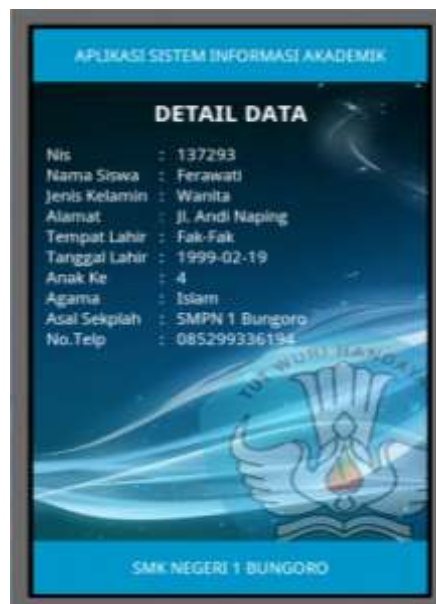 APLIKASI SISTEM INFORMASI AKADEMIK
DETAIL DATA
Nis : 137293
Nama Siswa : Ferawati
Jenis Kelamin : Wanita
Alamat : Jl. Andi Naping
Tempat Lahir : Fak-Fak
Tanggal Lahir : 1999-02-19
Anak Ke : 4
Agama : Islam
Asal Sekplah : SMPN 1 Bungoro
No.Telp : 085299336194
TUT WURI HANDAYA
SMK NEGERI 1 BUNGORO